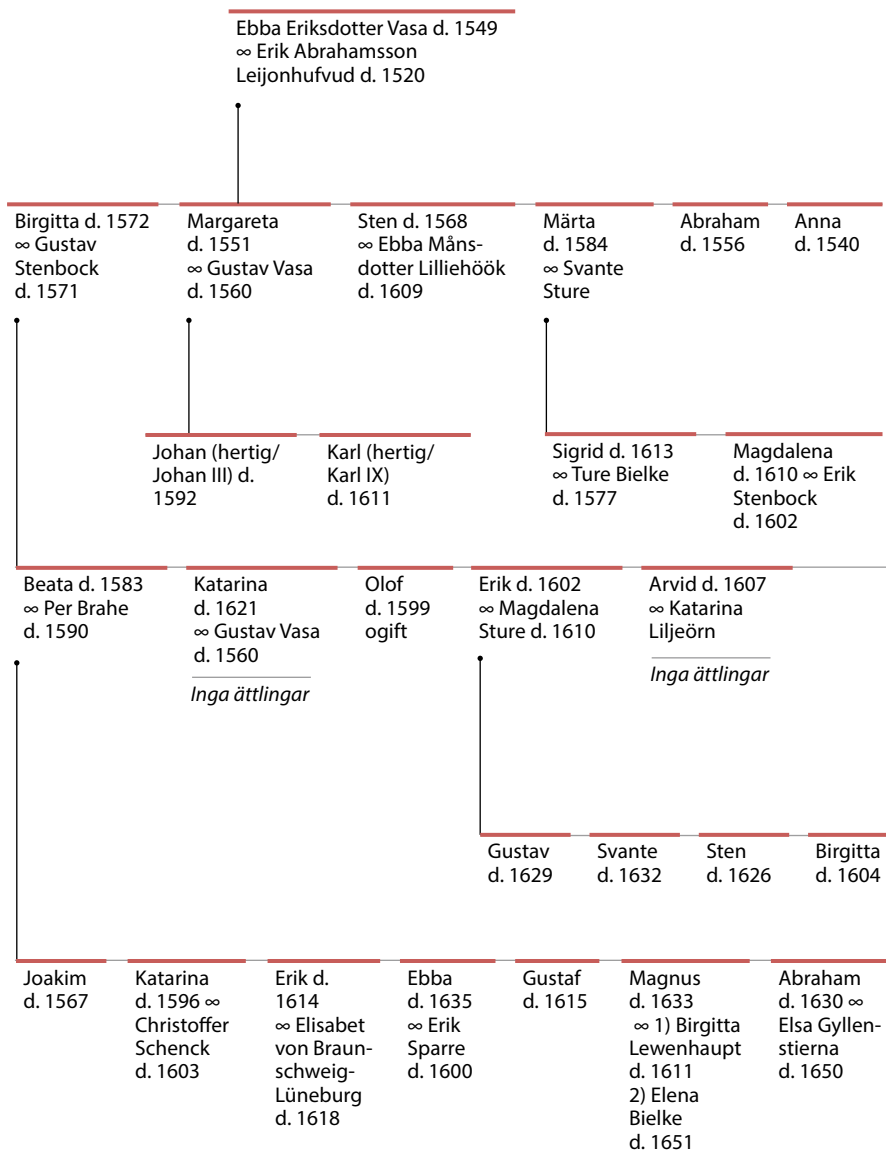 Ebba Eriksdotter Vasa d. 1549
∞ Erik Abrahamsson
Leijonhufvud d. 1520
Birgitta d. 1572
∞ Gustav
Stenbock
d. 1571
Margareta
d. 1551
∞ Gustav Vasa
d. 1560
Sten d. 1568
∞ Ebba Måns-
dotter Lilliehöök
d. 1609
Märta
d. 1584
∞ Svante
Sture
Abraham
d. 1556
Anna
d. 1540
Johan (hertig/
Johan III) d.
1592
Karl (hertig/
Karl IX)
d. 1611
Sigrid d. 1613
∞ Ture Bielke
d. 1577
Magdalena
d. 1610 ∞ Erik
Stenbock
d. 1602
Beata d. 1583
∞ Per Brahe
d. 1590
Katarina
d. 1621
∞ Gustav Vasa
d. 1560
Inga ättlingar
Olof
d. 1599
ogift
Erik d. 1602
∞ Magdalena
Sture d. 1610
Arvid d. 1607
∞ Katarina
Liljeörn
Inga ättlingar
Gustav
d. 1629
Svante
d. 1632
Sten
d. 1626
Birgitta
d. 1604
Joakim
d. 1567
Katarina
d. 1596 ∞
Christoffer
Schenck
d. 1603
Erik d.
1614
∞ Elisabet
von Braun-
schweig-
Lüneburg
d. 1618
Ebba
d. 1635
∞ Erik
Sparre
d. 1600
Gustaf
d. 1615
Magnus
d. 1633
∞ 1) Birgitta
Lewenhaupt
d. 1611
2) Elena
Bielke
d. 1651
Abraham
d. 1630 ∞
Elsa Gyllen-
stierna
d. 1650